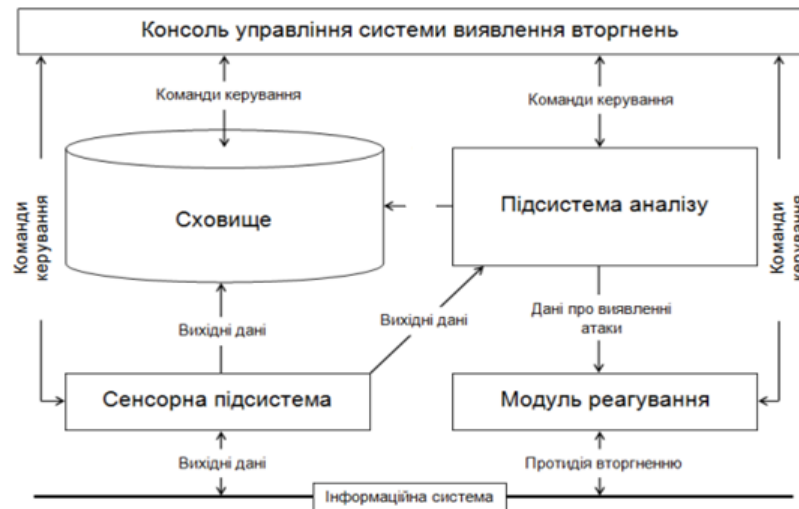 Консоль управління системи виявлення вторгнень
Команди керування
Команди керування
Команди
керування
Сховище
Підсистема аналізу
Команди
керування
Вихідні дані
Вихідні дані
Дані про виявленні
атаки
Сенсорна підсистема
Модуль реагування
Вихідні дані
Протидія вторгненню
Інформаційна система